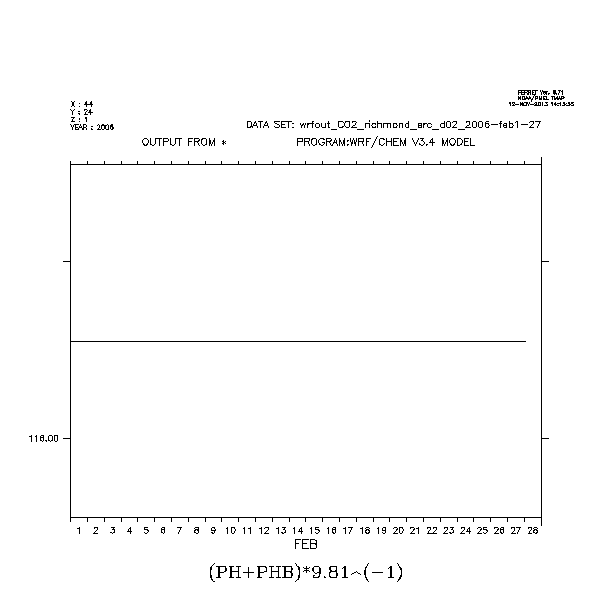 FERRET Ver. 6.71
NOAA/PMEL TMAP
12-NOV-2013 14:13:35
X : 44
Y : 24
Z : 1
YEAR : 2006
DATA SET: wrfout_CO2_richmond_arc_d02_2006-feb1-27
OUTPUT FROM * PROGRAM:WRF/CHEM V3.4 MODEL
116.00
1 2 3 4 5 6 7 8 9 10 11 12 13 14 15 16 17 18 19 20 21 22 23 24 25 26 27 28
FEB
(PH+PHB)*9.81^(-1)